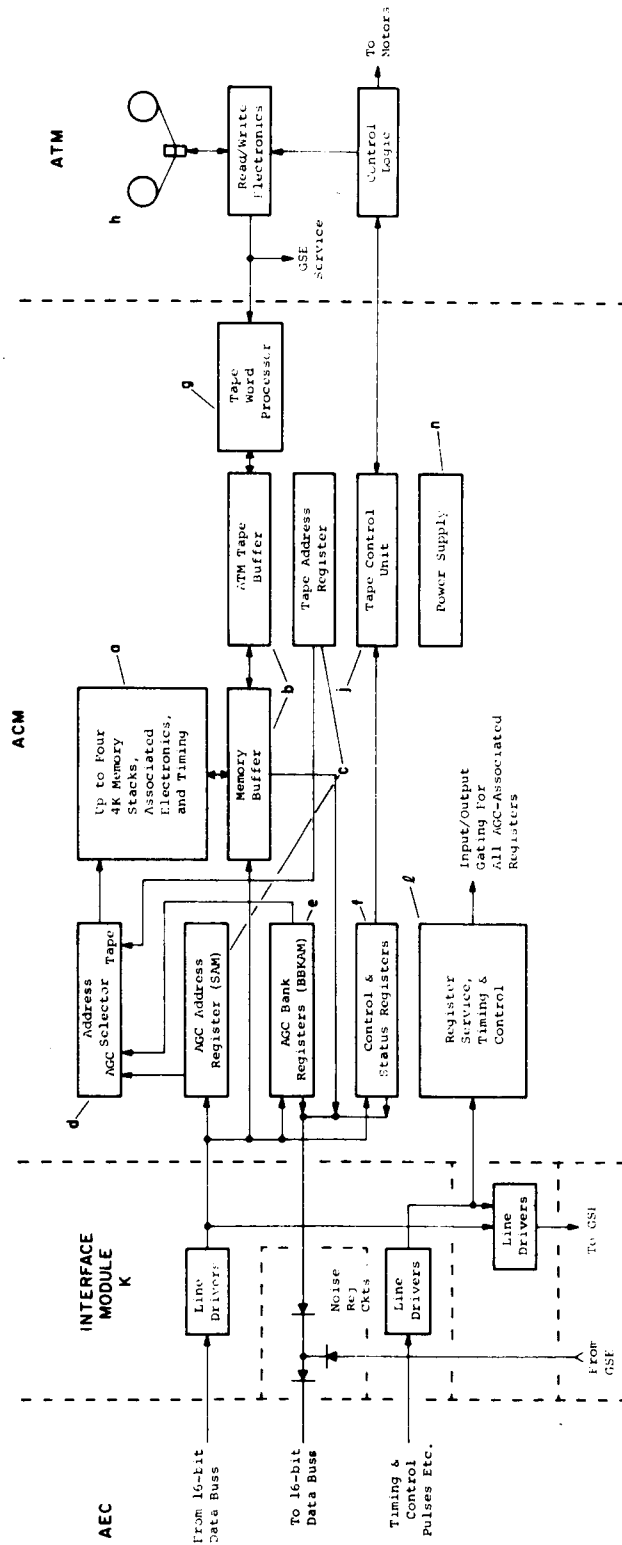 AEC
INTERFACE
MODULE
K
ACM
ATM
From 16-bit
Data Buss
To 16-bit
Data Buss
Timing &
Control
Pulses Etc.
Line
Drivers
Noise
Rej
Ckts
Line
Drivers
Line
Drivers
From
GSE
To GSE
d
Address
AGC Selector Tape
AGC Address
Register (SAM)
AGC Bank
Registers (BBKAM)
e
Control &
Status Registers
f
Register
Service,
Timing &
Control
l
Input/Output
Gating For
All AGC-Associated
Registers
a
Up to Four
4K Memory
Stacks,
Associated
Electronics,
and Timing
Memory
Buffer
b
c
ATM Tape
Buffer
Tape Address
Register
j
Tape Control
Unit
Power Supply
n
g
Tape
Word
Processor
h
Read/Write
Electronics
GSE
Service
Control
Logic
To
Motors